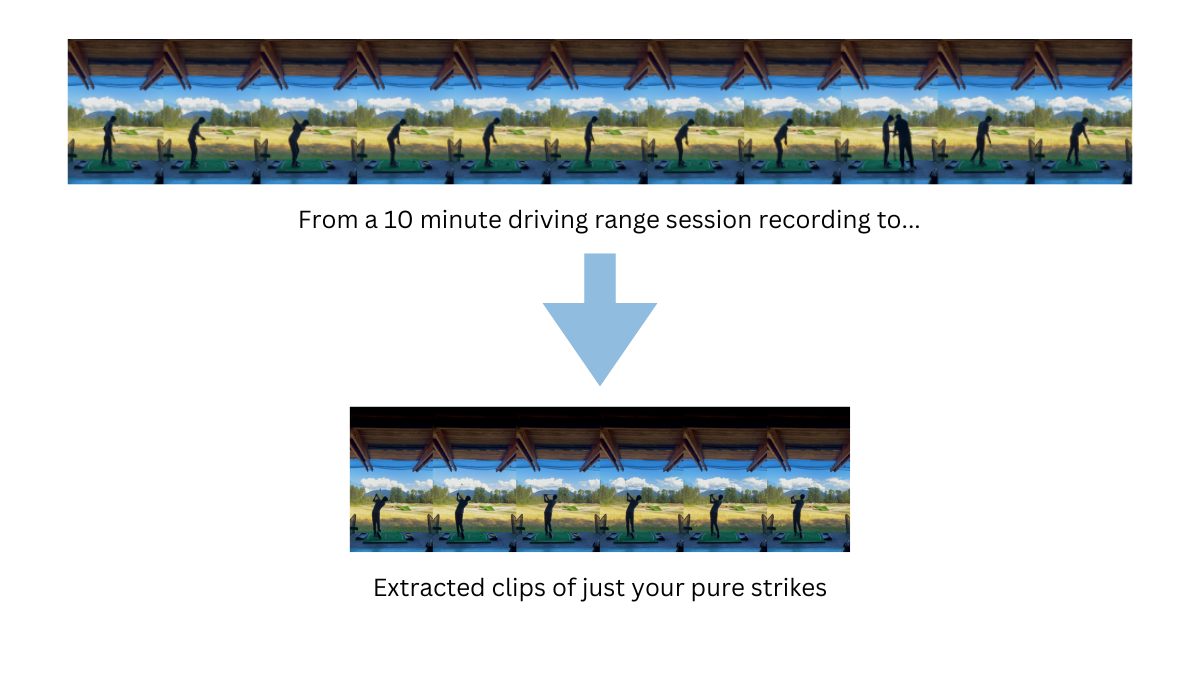 From a 10 minute driving range session recording to...
Extracted clips of just your pure strikes